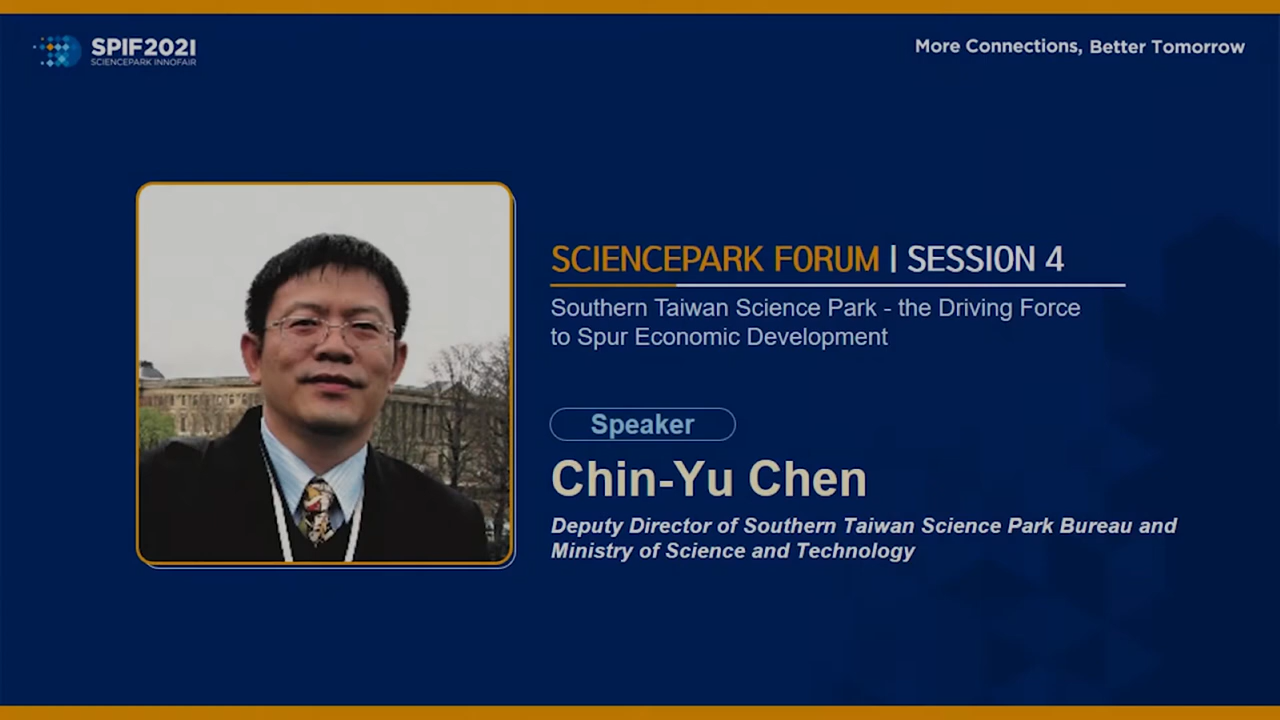 SPIF2021
SCIENCEPARK INNOFAIR
More Connections, Better Tomorrow
SCIENCEPARK FORUM | SESSION 4
Southern Taiwan Science Park - the Driving Force
to Spur Economic Development
Speaker
Chin-Yu Chen
Deputy Director of Southern Taiwan Science Park Bureau and
Ministry of Science and Technology